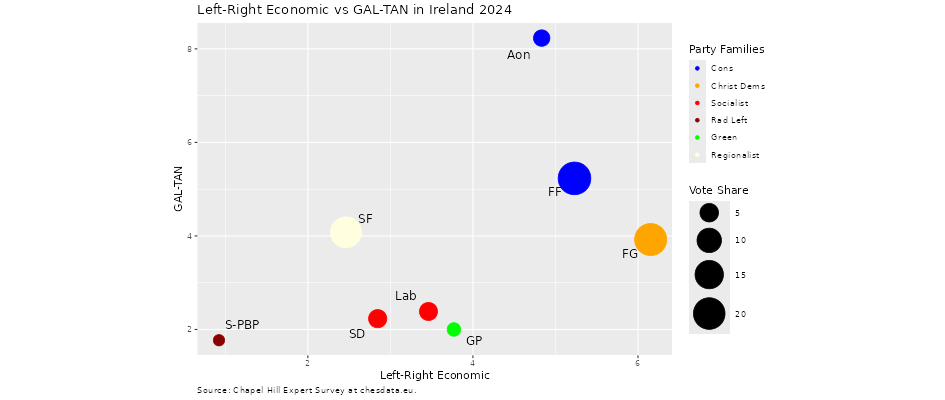 Left-Right Economic vs GAL-TAN in Ireland 2024
GAL-TAN
8
6
4
2
Aon
FF
SF
FG
Lab
S-PBP
SD
GP
2
4
6
Left-Right Economic
Source: Chapel Hill Expert Survey at chesdata.eu.
Party Families
Cons
Christ Dems
Socialist
Rad Left
Green
Regionalist
Vote Share
5
10
15
20